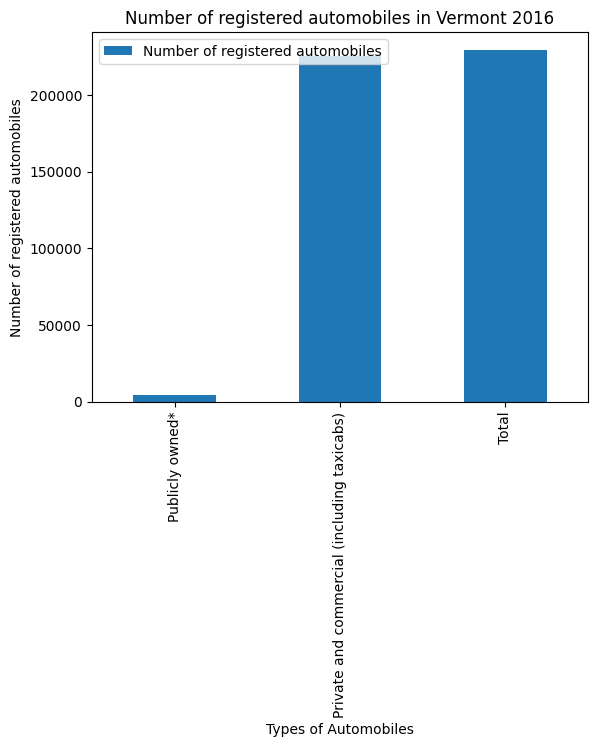 Number of registered automobiles in Vermont 2016
Number of registered automobiles
Number of registered automobiles
200000
150000
100000
50000
0
Publicly owned*
Private and commercial (including taxicabs)
Total
Types of Automobiles